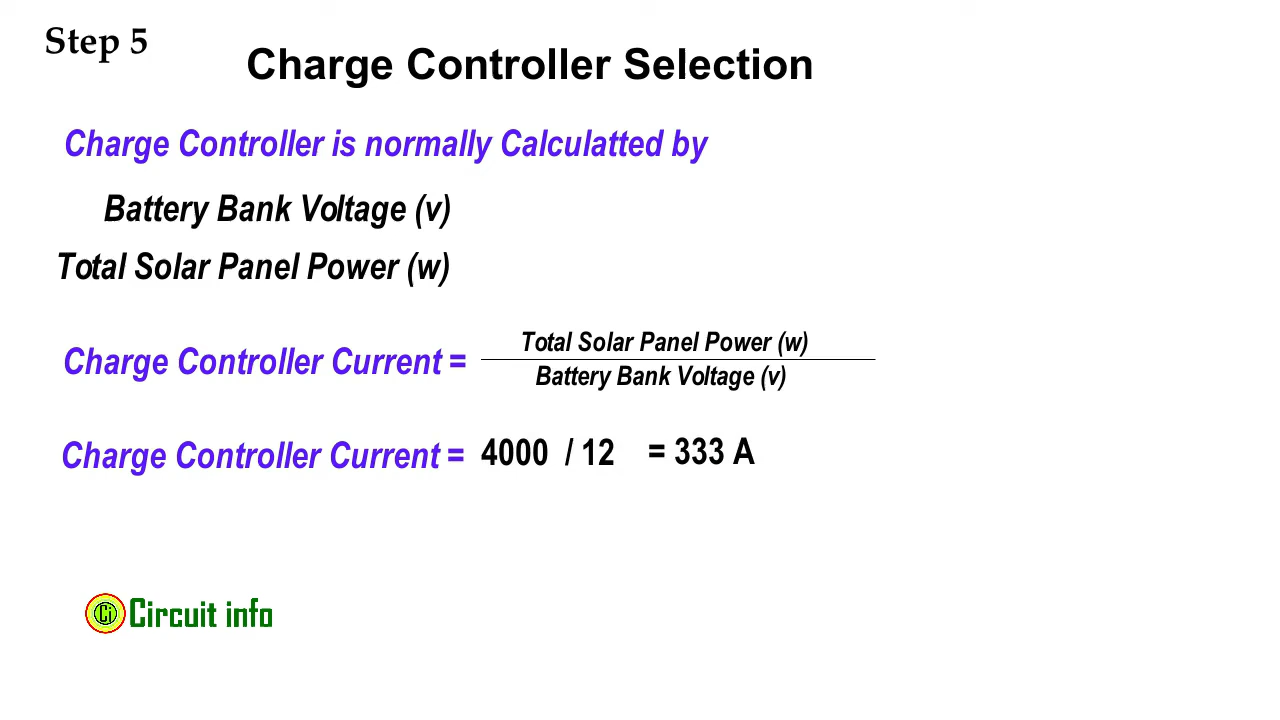 Step 5
Charge Controller Selection
Charge Controller is normally Calculatted by
Battery Bank Voltage (v)
Total Solar Panel Power (w)
Charge Controller Current = Total Solar Panel Power (w)
Battery Bank Voltage (v)
Charge Controller Current = 4000 / 12 = 333 A
Ci Circuit info